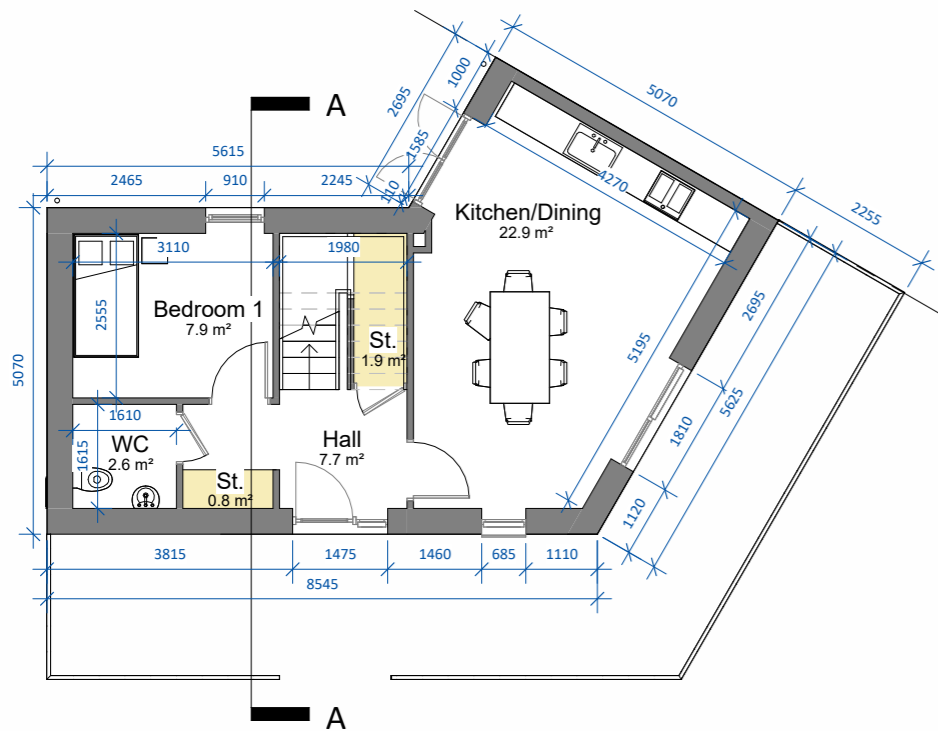 A
5070
1000
2695
1585
110
5615
2465
910
2245
4270
2255
Kitchen/Dining
22.9 m²
3110
1980
Bedroom 1
7.9 m²
2555
St.
1.9 m²
2695
5195
5625
5070
1810
1610
WC
2.6 m²
1615
Hall
7.7 m²
St.
0.8 m²
1120
3815
1475
1460
685
1110
8545
A